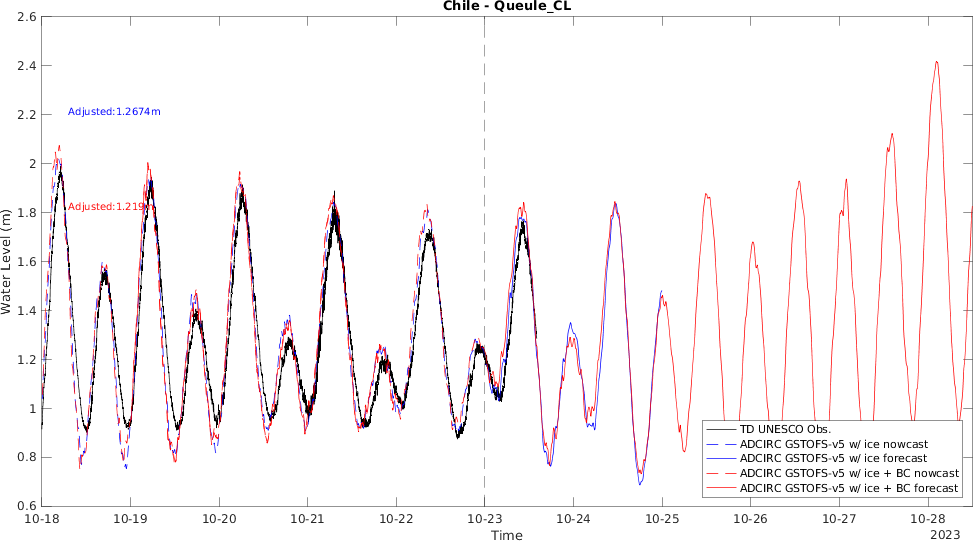 Chile - Queule_CL
2.6
2.4
2.2
2
1.8
1.6
1.4
1.2
1
0.8
0.6
Water Level (m)
Adjusted:1.2674m
Adjusted:1.219
TD UNESCO Obs.
ADCIRC GSTOFS-v5 w/ ice nowcast
ADCIRC GSTOFS-v5 w/ ice forecast
ADCIRC GSTOFS-v5 w/ ice + BC nowcast
ADCIRC GSTOFS-v5 w/ ice + BC forecast
10-18 10-19 10-20 10-21 10-22 10-23 10-24 10-25 10-26 10-27 10-28
Time
2023